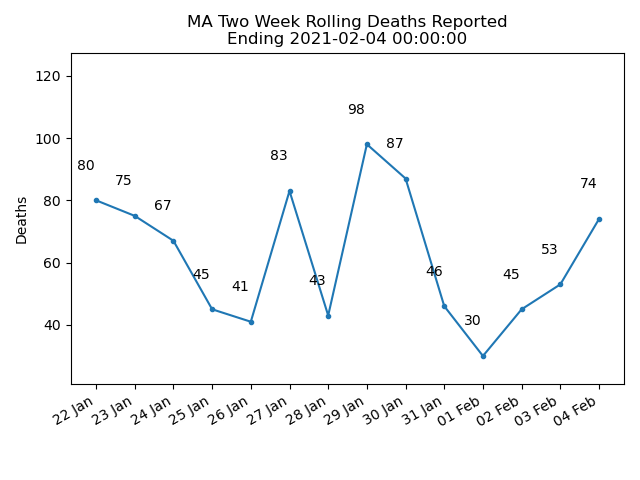 MA Two Week Rolling Deaths Reported
Ending 2021-02-04 00:00:00
Deaths
120
100
80
60
40
80
75
67
45
41
83
43
98
87
46
30
45
53
74
22 Jan
23 Jan
24 Jan
25 Jan
26 Jan
27 Jan
28 Jan
29 Jan
30 Jan
31 Jan
01 Feb
02 Feb
03 Feb
04 Feb